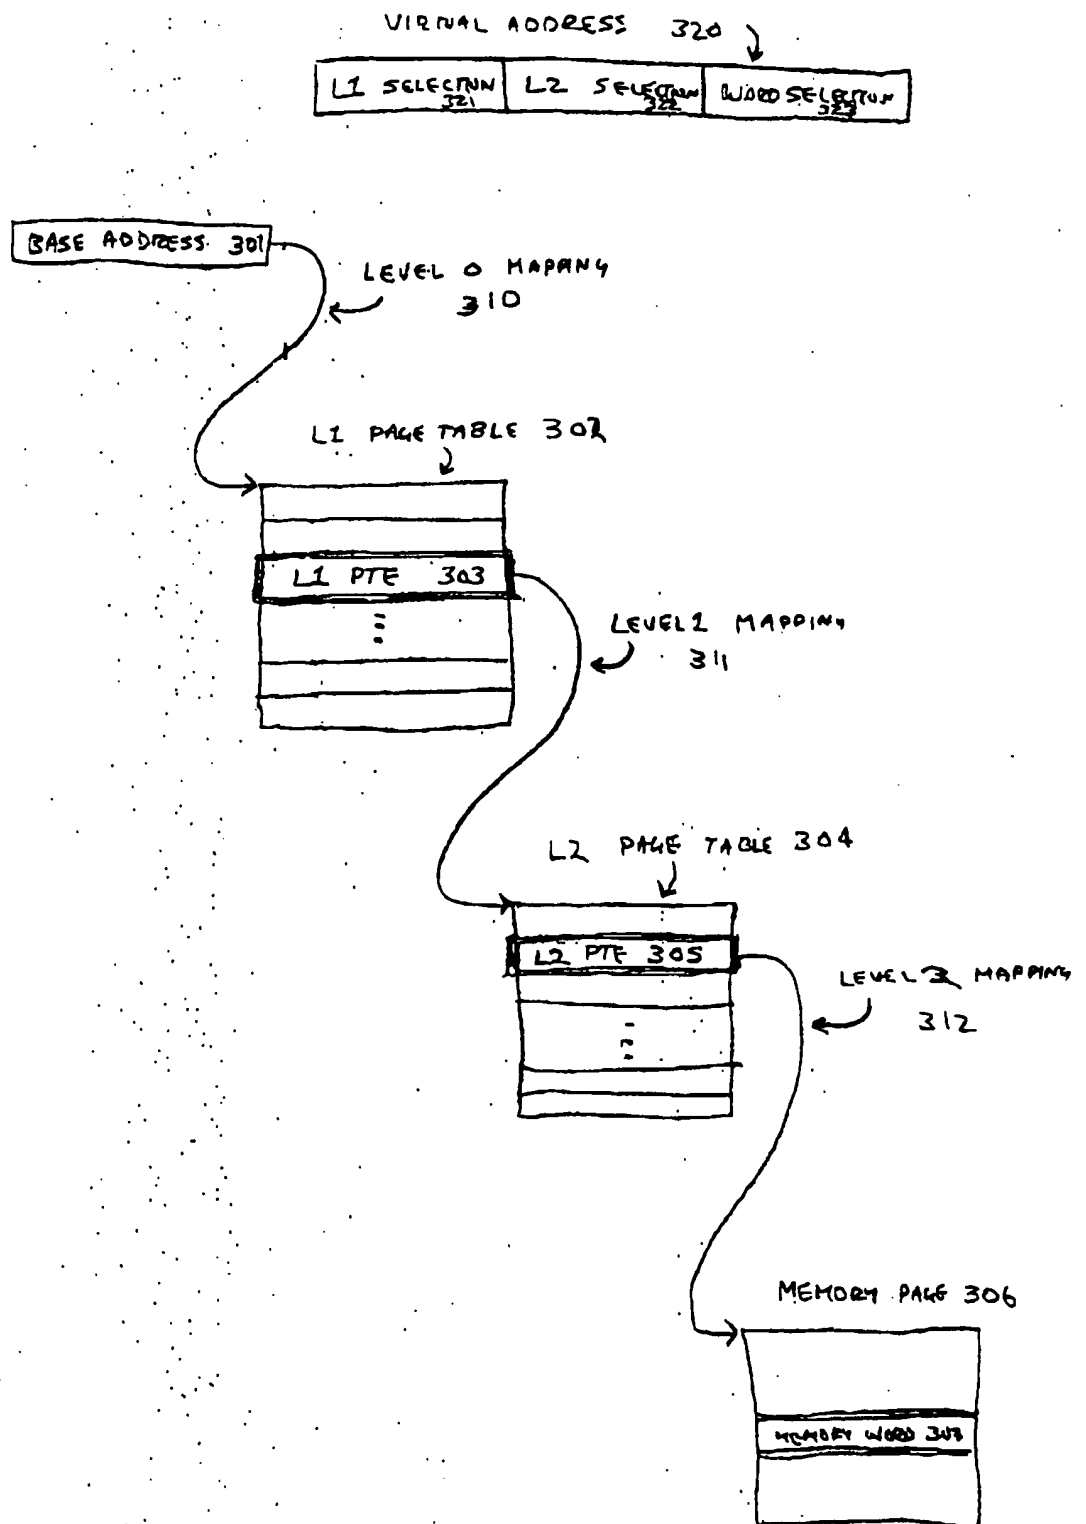 VIRTUAL ADDRESS 320
L1 SELECTION 321
L2 SELECTION 322
WORD SELECTION 323
BASE ADDRESS 301
LEVEL 0 MAPPING
310
L1 PAGE TABLE 302
L1 PTE 303
LEVEL 1 MAPPING
311
L2 PAGE TABLE 304
L2 PTE 305
LEVEL 2 MAPPING
312
MEMORY PAGE 306
MEMORY WORD 307